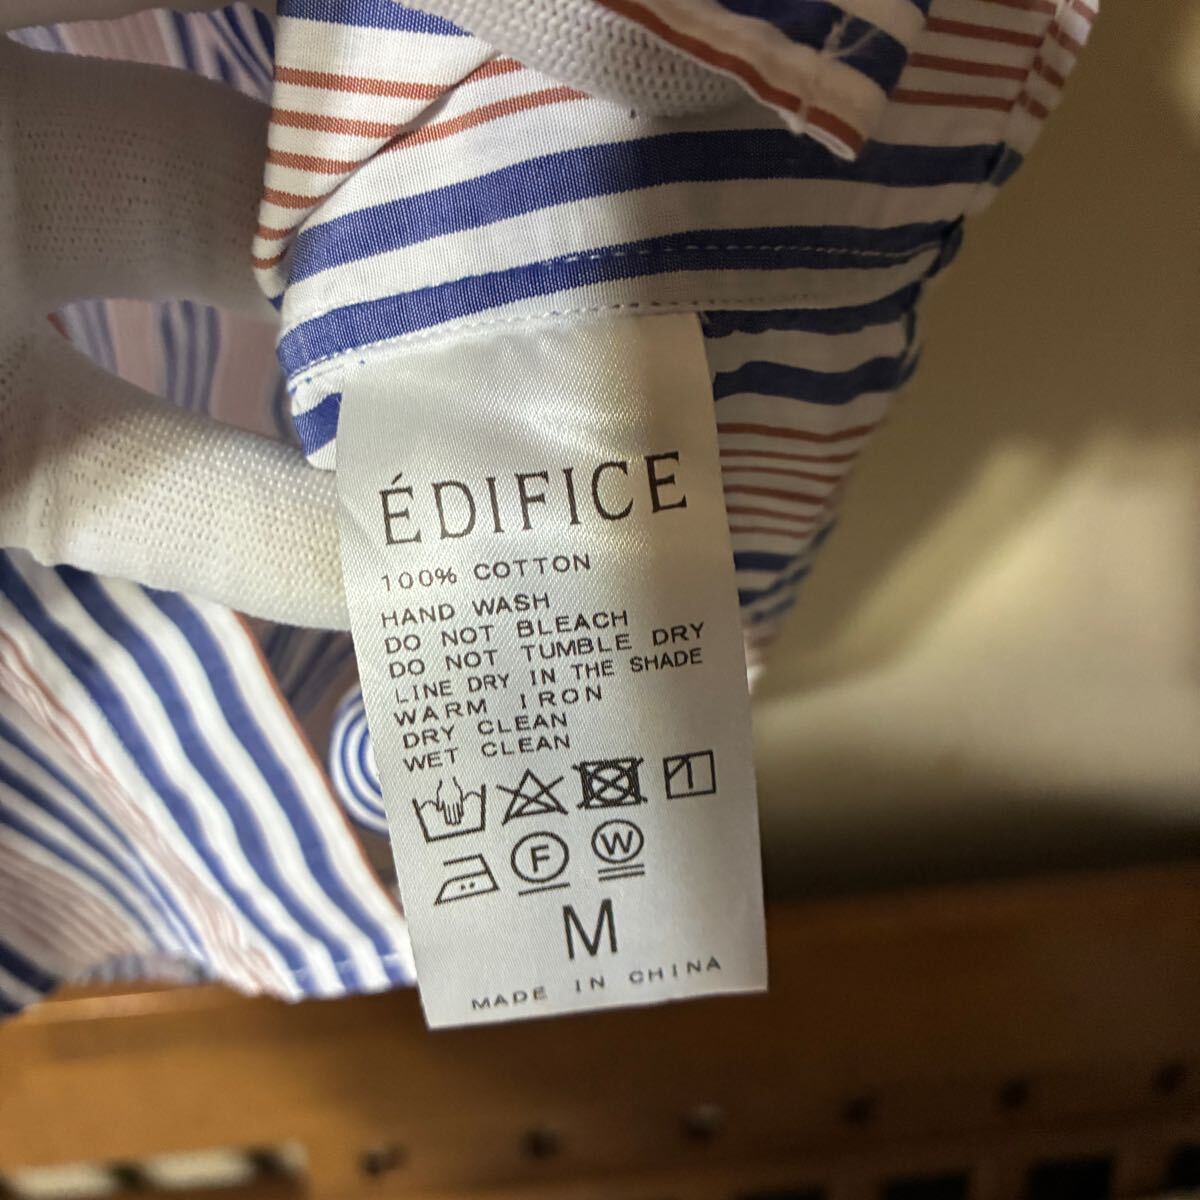 ÉDIFICE
100% COTTON
HAND WASH
DO NOT BLEACH
DO NOT TUMBLE DRY
LINE DRY IN THE SHADE
WARM IRON
DRY CLEAN
WET CLEAN
F W
M
MADE IN CHINA